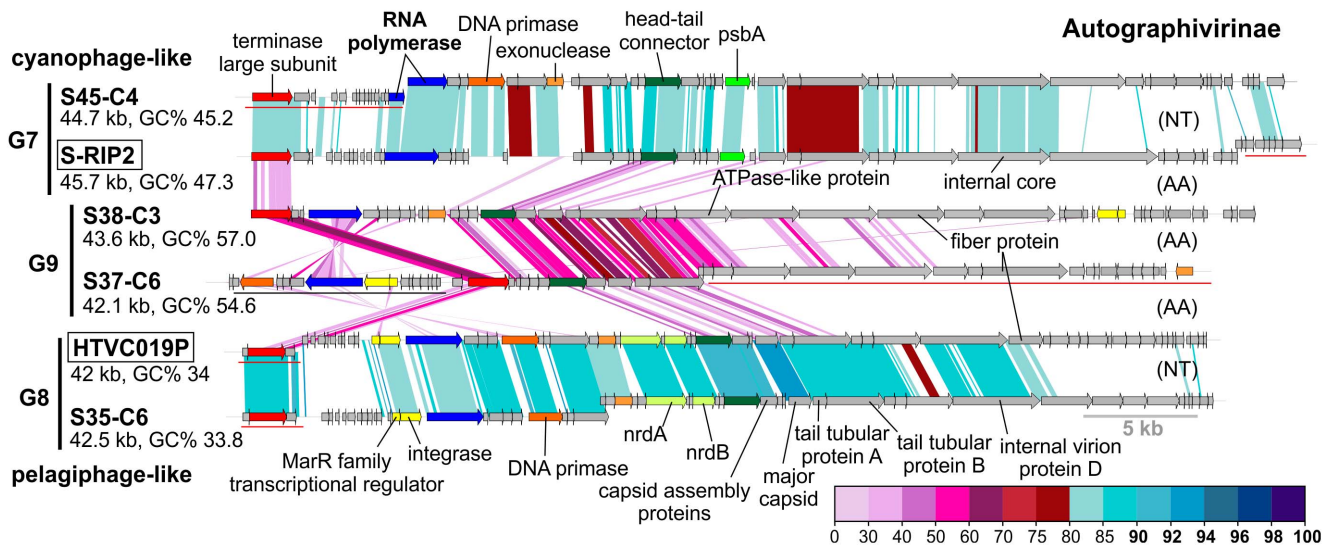 Autographivirinae
cyanophage-like
terminase
large subunit
RNA
polymerase
DNA primase
exonuclease
head-tail
connector
psbA
G7
S45-C4
44.7 kb, GC% 45.2
(NT)
S-RIP2
45.7 kb, GC% 47.3
ATPase-like protein
internal core
(AA)
G9
S38-C3
43.6 kb, GC% 57.0
fiber protein
(AA)
S37-C6
42.1 kb, GC% 54.6
(AA)
G8
HTVC019P
42 kb, GC% 34
(NT)
S35-C6
42.5 kb, GC% 33.8
5 kb
pelagiphage-like
MarR family
transcriptional regulator
integrase
DNA primase
nrdA
nrdB
capsid assembly
proteins
major
capsid
tail tubular
protein A
tail tubular
protein B
internal virion
protein D
0 30 40 50 60 70 75 80 85 90 92 94 96 98 100